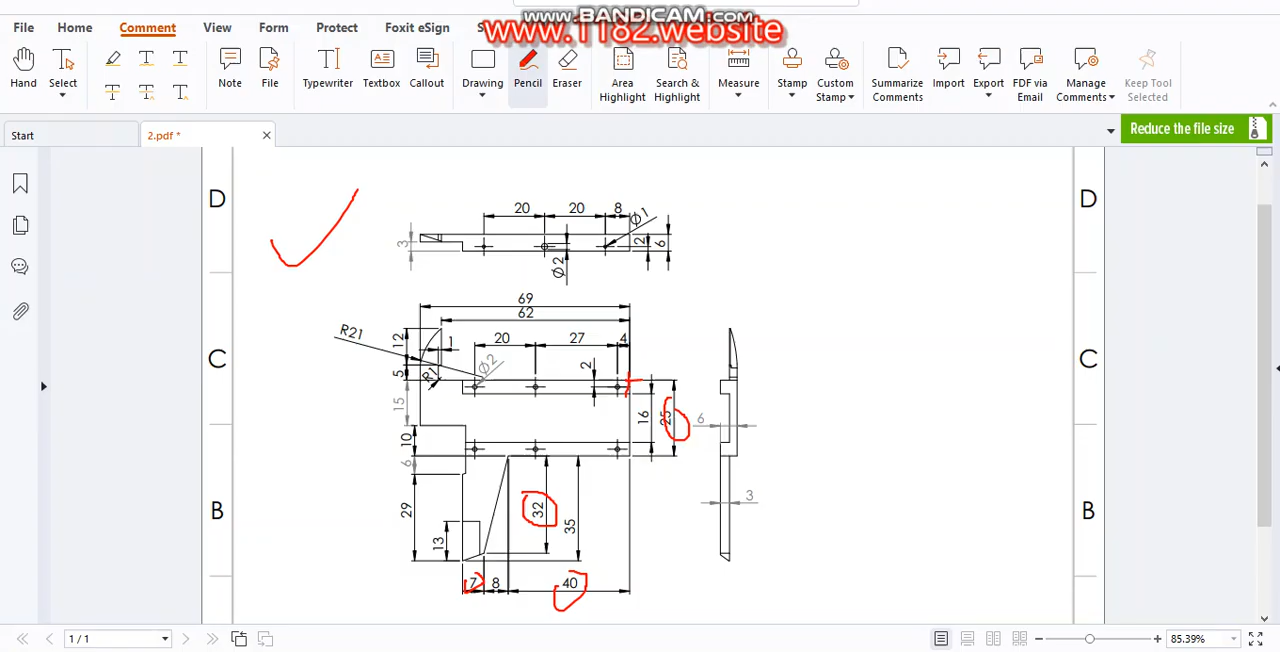 www.BANDICAM.com
File Home Comment View Form Protect Foxit eSign
www.1182.website
Hand Select Note File Typewriter Textbox Callout Drawing Pencil Eraser Area Highlight Search & Highlight Measure Stamp Custom Stamp Summarize Comments Import Export FDF via Email Manage Comments Keep Tool Selected
Start 2.pdf * Reduce the file size
D D
20 20 8 Ø1
3 2 6
Ø2
69
62
R21 12 1 20 27 4
C C
5 R1 Ø2 2
15 16 25 6
10
6
29 32 35 3
B B
13
7 8 40
1 / 1 85.39%